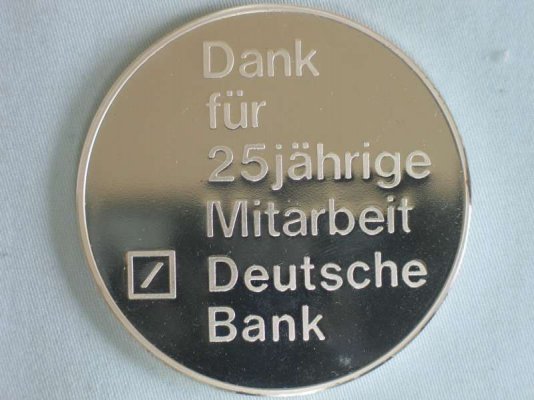 Dank
für
25jährige
Mitarbeit
Deutsche
Bank